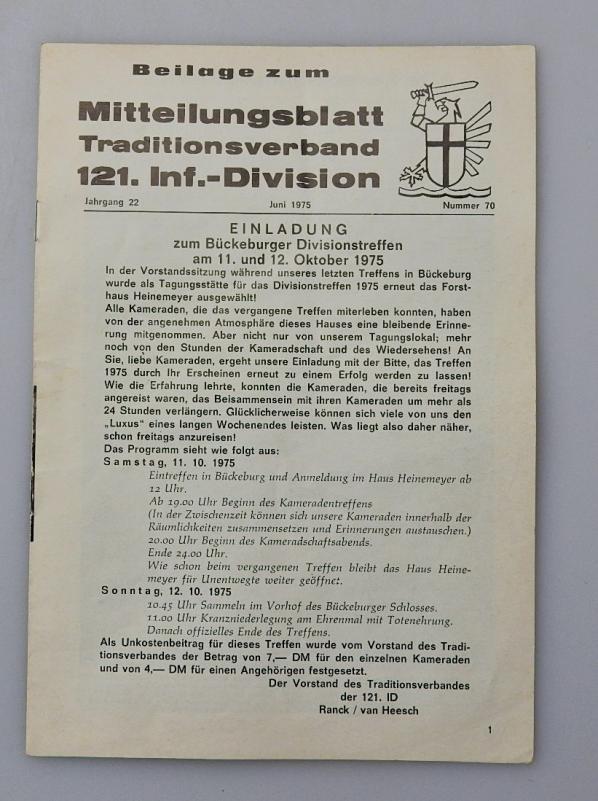 Beilage zum
Mitteilungsblatt
Traditionsverband
121. Inf.-Division
Jahrgang 22 Juni 1975 Nummer 70
EINLADUNG
zum Bückeburger Divisionstreffen
am 11. und 12. Oktober 1975
In der Vorstandssitzung während unseres letzten Treffens in Bückeburg
wurde als Tagungsstätte für das Divisionstreffen 1975 erneut das Forst-
haus Heinemeyer ausgewählt!
Alle Kameraden, die das vergangene Treffen miterleben konnten, haben
von der angenehmen Atmosphäre dieses Hauses eine bleibende Erinne-
rung mitgenommen. Aber nicht nur von unserem Tagungslokal; mehr
noch von den Stunden der Kameradschaft und des Wiedersehens! An
Sie, liebe Kameraden, ergeht unsere Einladung mit der Bitte, das Treffen
1975 durch Ihr Erscheinen erneut zu einem Erfolg werden zu lassen!
Wie die Erfahrung lehrte, konnten die Kameraden, die bereits freitags
angereist waren, das Beisammensein mit ihren Kameraden um mehr als
24 Stunden verlängern. Glücklicherweise können sich viele von uns den
„Luxus“ eines langen Wochenendes leisten. Was liegt also daher näher,
schon freitags anzureisen!
Das Programm sieht wie folgt aus:
Samstag, 11. 10. 1975
Eintreffen in Bückeburg und Anmeldung im Haus Heinemeyer ab
12 Uhr.
Ab 19.00 Uhr Beginn des Kameradentreffens
(In der Zwischenzeit können sich unsere Kameraden innerhalb der
Räumlichkeiten zusammensetzen und Erinnerungen austauschen.)
20.00 Uhr Beginn des Kameradschaftsabends.
Ende 24.00 Uhr.
Wie schon beim vergangenen Treffen bleibt das Haus Heine-
meyer für Unentwegte weiter geöffnet.
Sonntag, 12. 10. 1975
10.45 Uhr Sammeln im Vorhof des Bückeburger Schlosses.
11.00 Uhr Kranzniederlegung am Ehrenmal mit Totenehrung.
Danach offizielles Ende des Treffens.
Als Unkostenbeitrag für dieses Treffen wurde vom Vorstand des Tradi-
tionsverbandes der Betrag von 7,— DM für den einzelnen Kameraden
und von 4,— DM für einen Angehörigen festgesetzt.
Der Vorstand des Traditionsverbandes
der 121. ID
Ranck / van Heesch
1